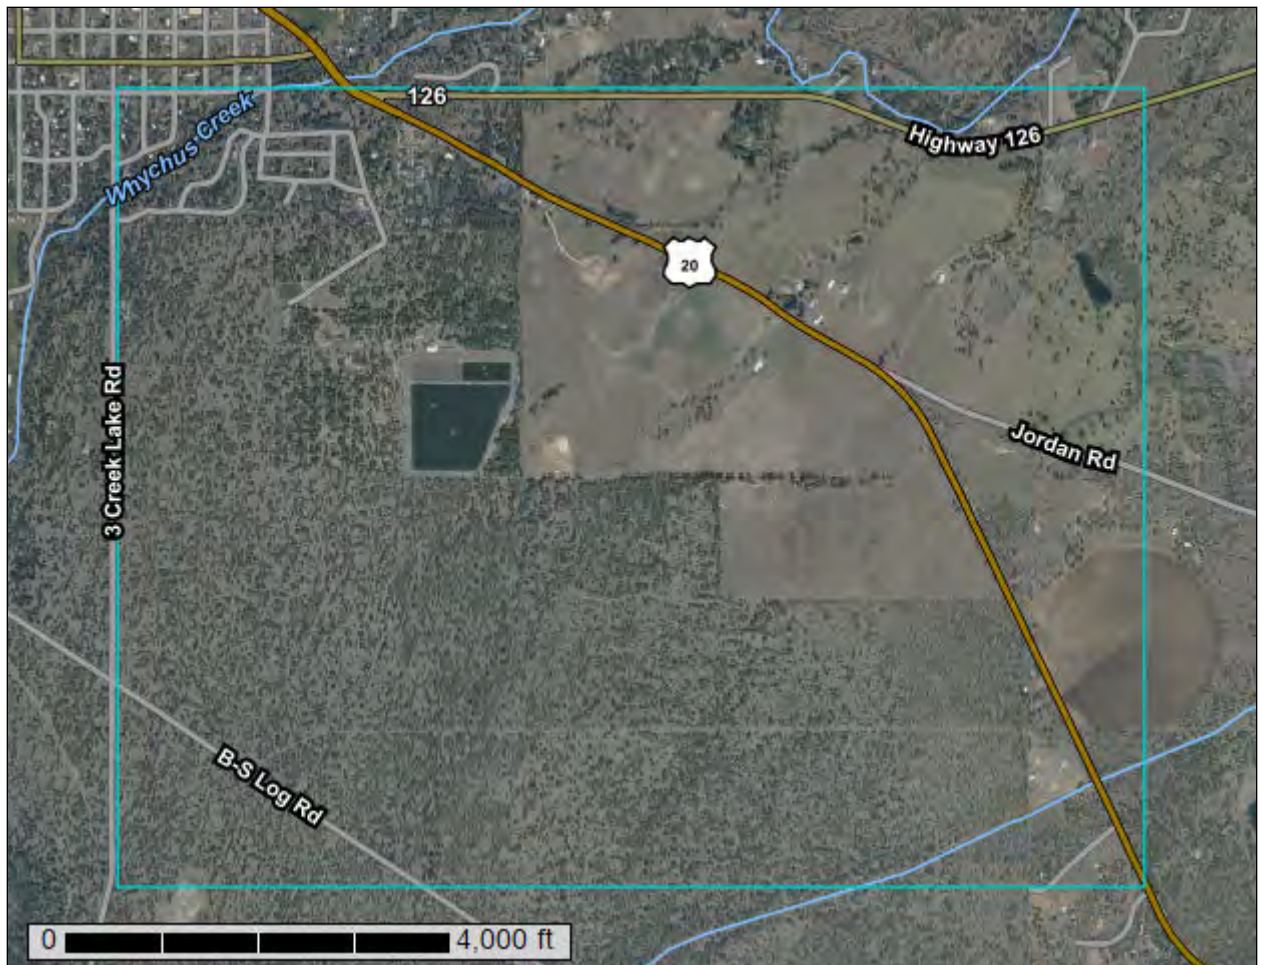 126
Highway 126
Whychus Creek
20
3 Creek Lake Rd
Jordan Rd
B-S Log Rd
0 4,000 ft